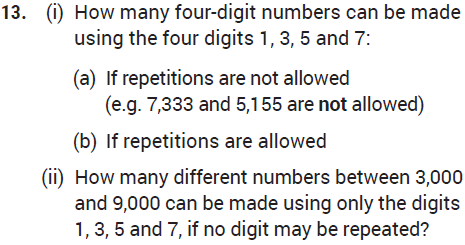 13. (i) How many four-digit numbers can be made
using the four digits 1, 3, 5 and 7:
(a) If repetitions are not allowed
(e.g. 7,333 and 5,155 are not allowed)
(b) If repetitions are allowed
(ii) How many different numbers between 3,000
and 9,000 can be made using only the digits
1, 3, 5 and 7, if no digit may be repeated?